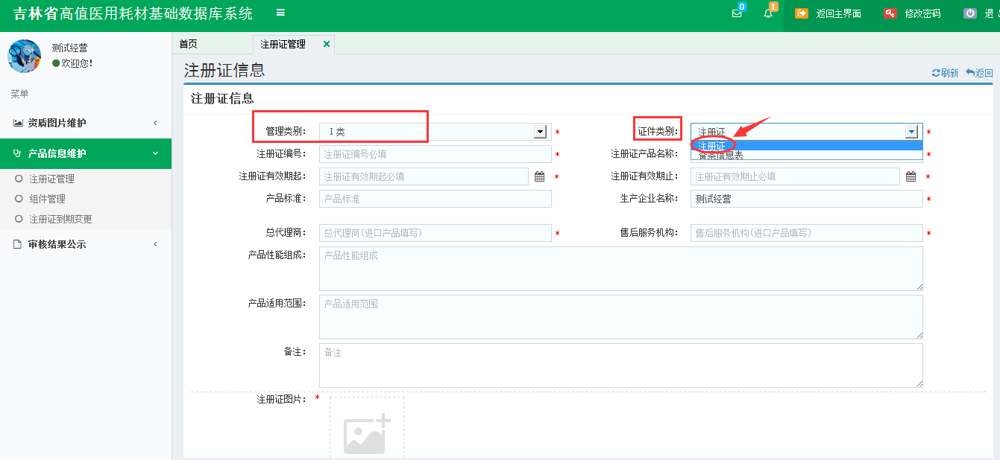 吉林省高值医用耗材基础数据库系统
0
1
返回主界面
修改密码
退
测试经营
欢迎您!
菜单
资质图片维护
产品信息维护
注册证管理
组件管理
注册证到期变更
审核结果公示
首页
注册证管理
注册证信息
刷新
返回
注册证信息
管理类别: Ⅰ类 *
证件类别: 注册证 *
注册证
备案信息表
注册证编号: 注册证编号必填 *
注册证产品名称: *
注册证有效期起: 注册证有效期起必填 *
注册证有效期止: 注册证有效期止必填 *
产品标准: 产品标准
生产企业名称: 测试经营 *
总代理商: 总代理商(进口产品填写) *
售后服务机构: 售后服务机构(进口产品填写) *
产品性能组成: 产品性能组成
产品适用范围: 产品适用范围
备注: 备注
注册证图片: *